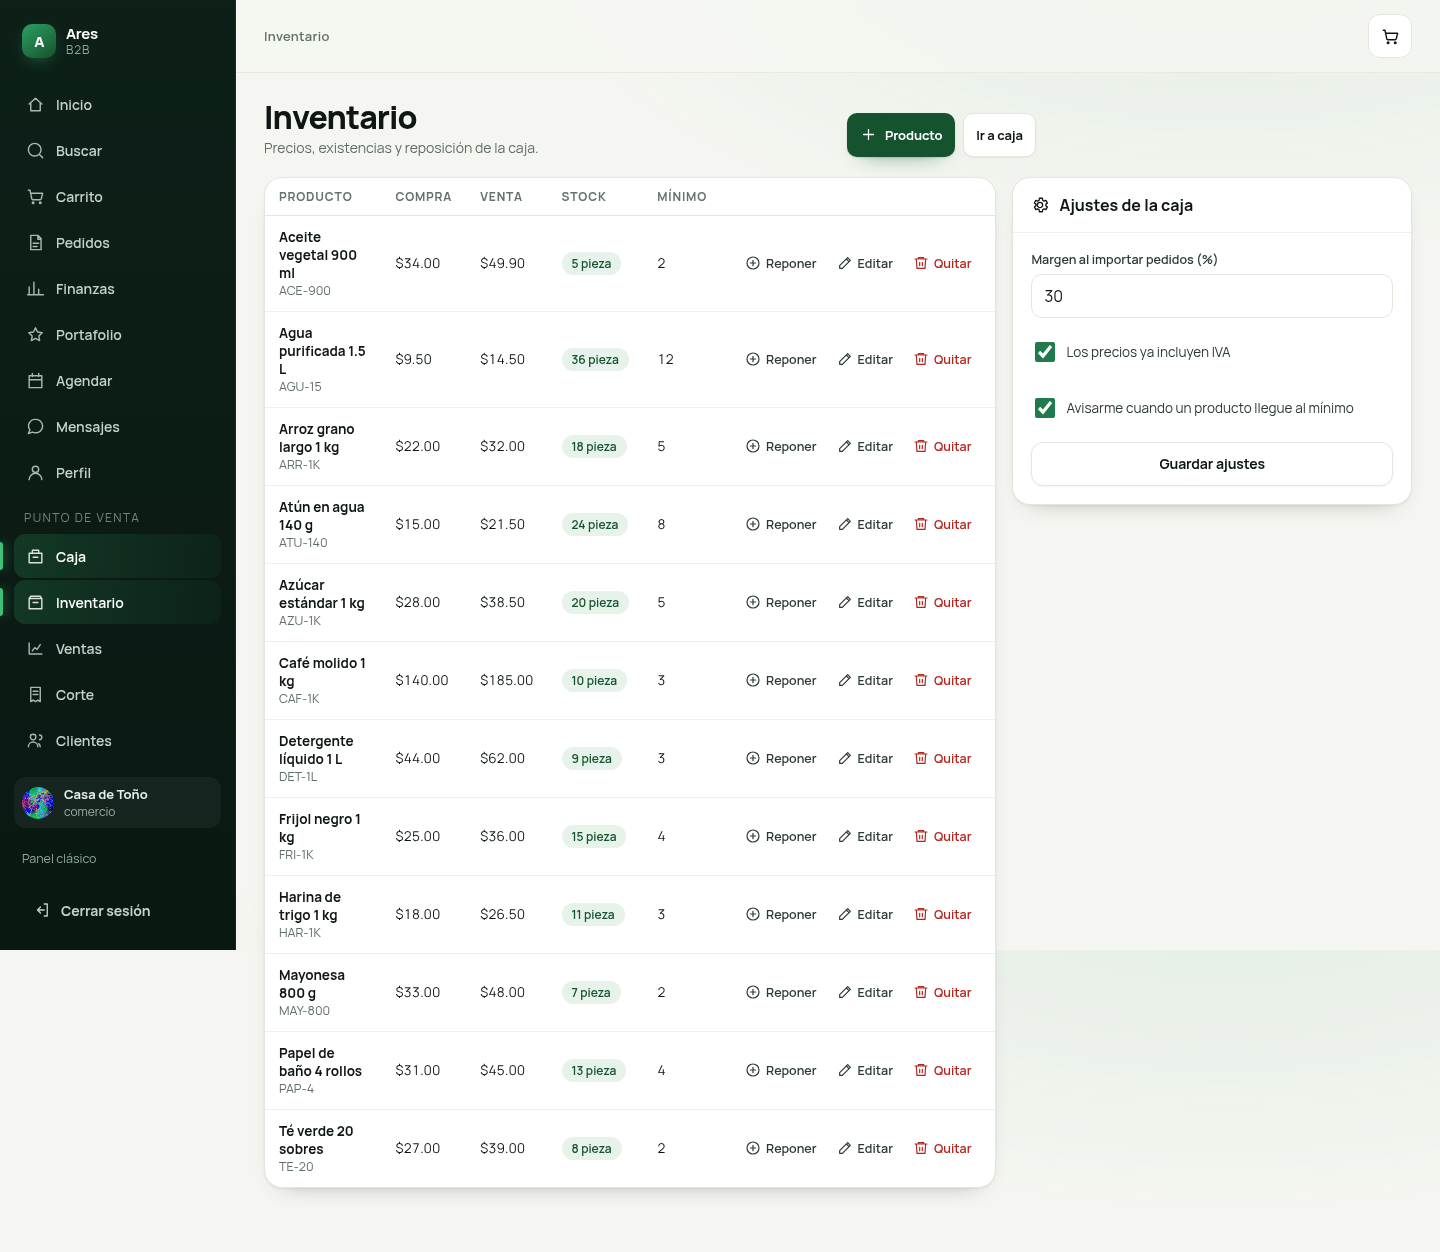 A
Ares
B2B
Inicio
Buscar
Carrito
Pedidos
Finanzas
Portafolio
Agendar
Mensajes
Perfil
PUNTO DE VENTA
Caja
Inventario
Ventas
Corte
Clientes
Casa de Toño
comercio
Panel clásico
Cerrar sesión
Inventario
Inventario
Precios, existencias y reposición de la caja.
Producto
Ir a caja
PRODUCTO COMPRA VENTA STOCK MÍNIMO
Aceite
vegetal 900
ml
ACE-900
$34.00 $49.90 5 pieza 2 Reponer Editar Quitar
Agua
purificada 1.5
L
AGU-15
$9.50 $14.50 36 pieza 12 Reponer Editar Quitar
Arroz grano
largo 1 kg
ARR-1K
$22.00 $32.00 18 pieza 5 Reponer Editar Quitar
Atún en agua
140 g
ATU-140
$15.00 $21.50 24 pieza 8 Reponer Editar Quitar
Azúcar
estándar 1 kg
AZU-1K
$28.00 $38.50 20 pieza 5 Reponer Editar Quitar
Café molido 1
kg
CAF-1K
$140.00 $185.00 10 pieza 3 Reponer Editar Quitar
Detergente
líquido 1 L
DET-1L
$44.00 $62.00 9 pieza 3 Reponer Editar Quitar
Frijol negro 1
kg
FRI-1K
$25.00 $36.00 15 pieza 4 Reponer Editar Quitar
Harina de
trigo 1 kg
HAR-1K
$18.00 $26.50 11 pieza 3 Reponer Editar Quitar
Mayonesa
800 g
MAY-800
$33.00 $48.00 7 pieza 2 Reponer Editar Quitar
Papel de
baño 4 rollos
PAP-4
$31.00 $45.00 13 pieza 4 Reponer Editar Quitar
Té verde 20
sobres
TE-20
$27.00 $39.00 8 pieza 2 Reponer Editar Quitar
Ajustes de la caja
Margen al importar pedidos (%)
30
Los precios ya incluyen IVA
Avisarme cuando un producto llegue al mínimo
Guardar ajustes